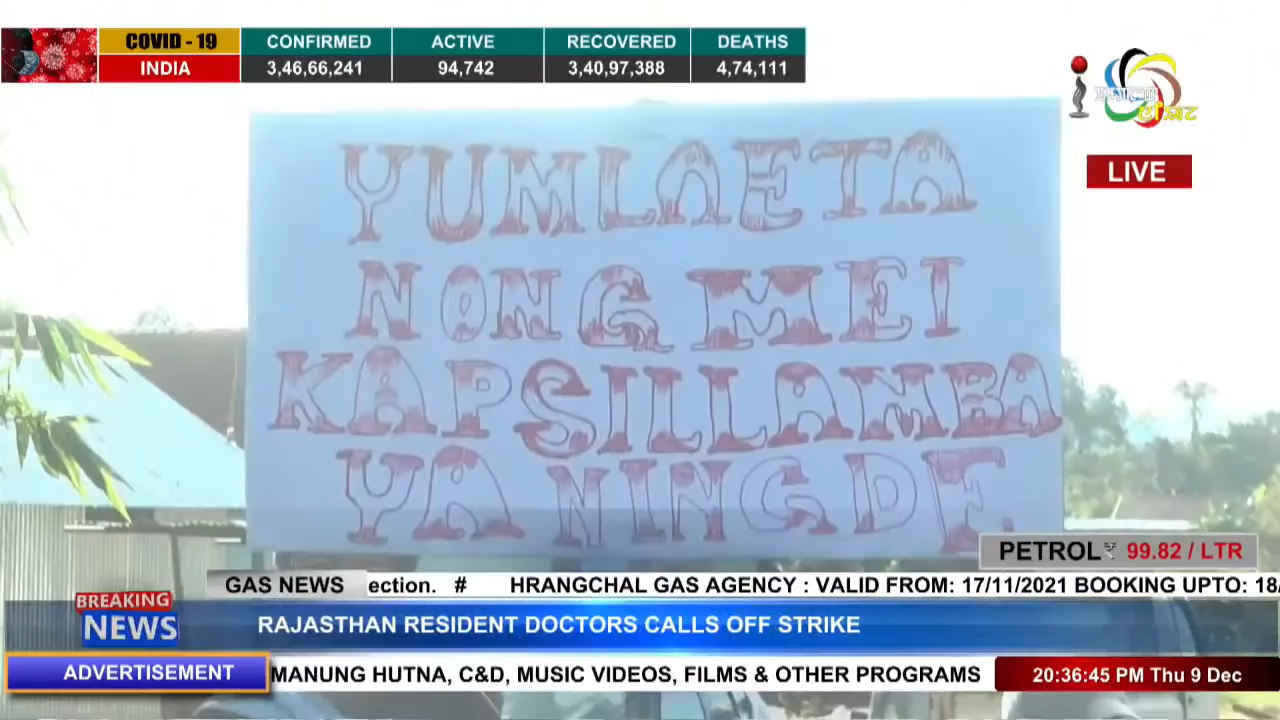 COVID - 19 CONFIRMED ACTIVE RECOVERED DEATHS
INDIA 3,46,66,241 94,742 3,40,97,388 4,74,111
LIVE
YUMLAETA
NONGMEI
KAPSILLAMBA
YANINGDE.
PETROL₹ 99.82 / LTR
GAS NEWS ection. # HRANGCHAL GAS AGENCY : VALID FROM: 17/11/2021 BOOKING UPTO: 18/
BREAKING
NEWS
RAJASTHAN RESIDENT DOCTORS CALLS OFF STRIKE
ADVERTISEMENT MANUNG HUTNA, C&D, MUSIC VIDEOS, FILMS & OTHER PROGRAMS 20:36:45 PM Thu 9 Dec